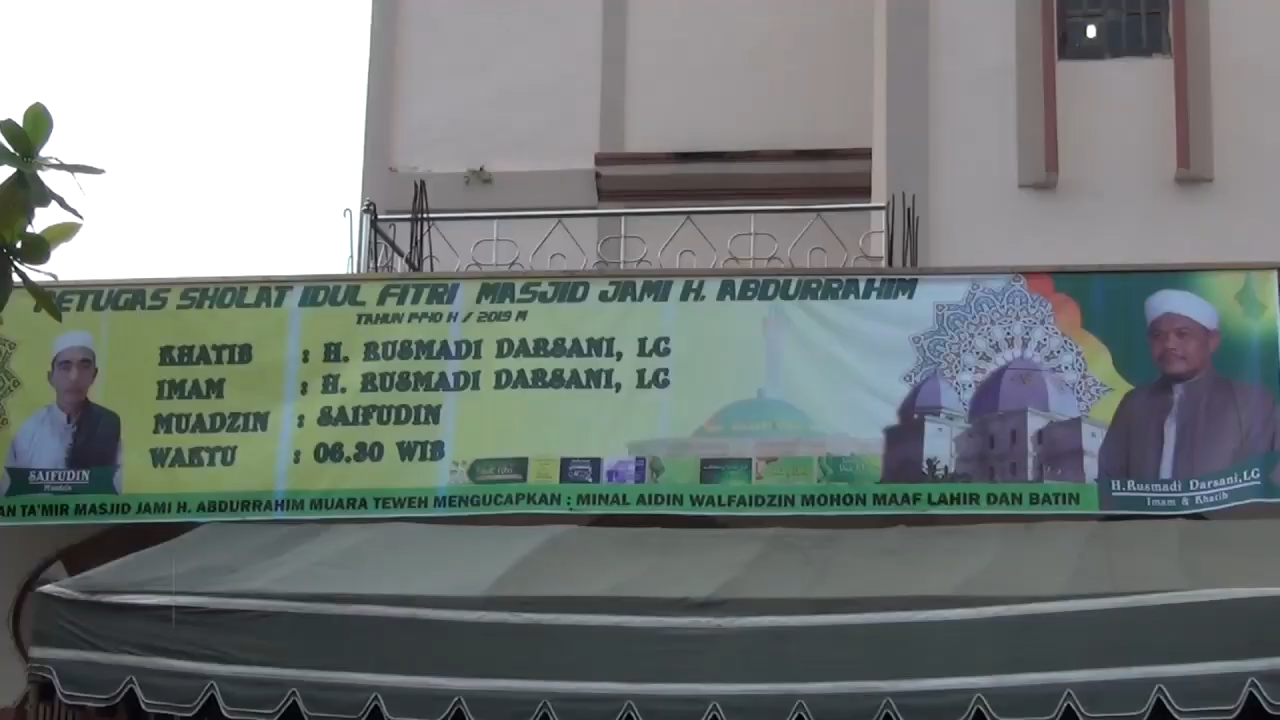 PETUGAS SHOLAT IDUL FITRI MASJID JAMI H. ABDURRAHIM
TAHUN 1440 H / 2019 M
KHATIB : H. RUSMADI DARSANI, LC
IMAM : H. RUSMADI DARSANI, LC
MUADZIN : SAIFUDIN
WAKTU : 06.30 WIB
SAIFUDIN
Muadzin
H.Rusmadi Darsani,LC
Imam & Khatib
AN TA'MIR MASJID JAMI H. ABDURRAHIM MUARA TEWEH MENGUCAPKAN : MINAL AIDIN WALFAIDZIN MOHON MAAF LAHIR DAN BATIN